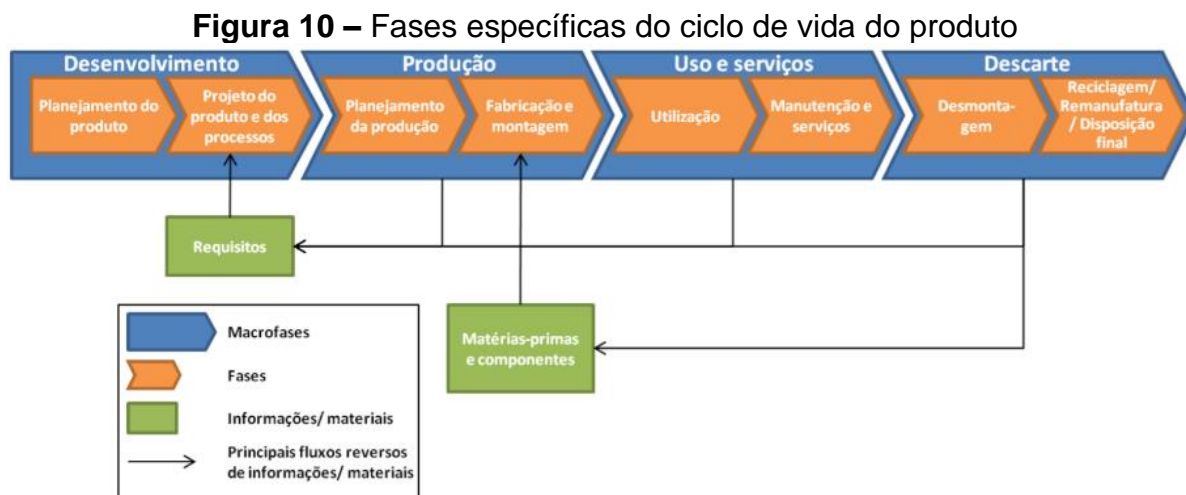 Figura 10 – Fases específicas do ciclo de vida do produto
Desenvolvimento
Planejamento do
produto
Projeto do
produto e dos
processos
Produção
Planejamento
da produção
Fabricação e
montagem
Uso e serviços
Utilização
Manutenção e
serviços
Descarte
Desmonta-
gem
Reciclagem/
Remanufatura
/ Disposição
final
Requisitos
Matérias-primas
e componentes
Macrofases
Fases
Informações/ materiais
Principais fluxos reversos
de informações/ materiais